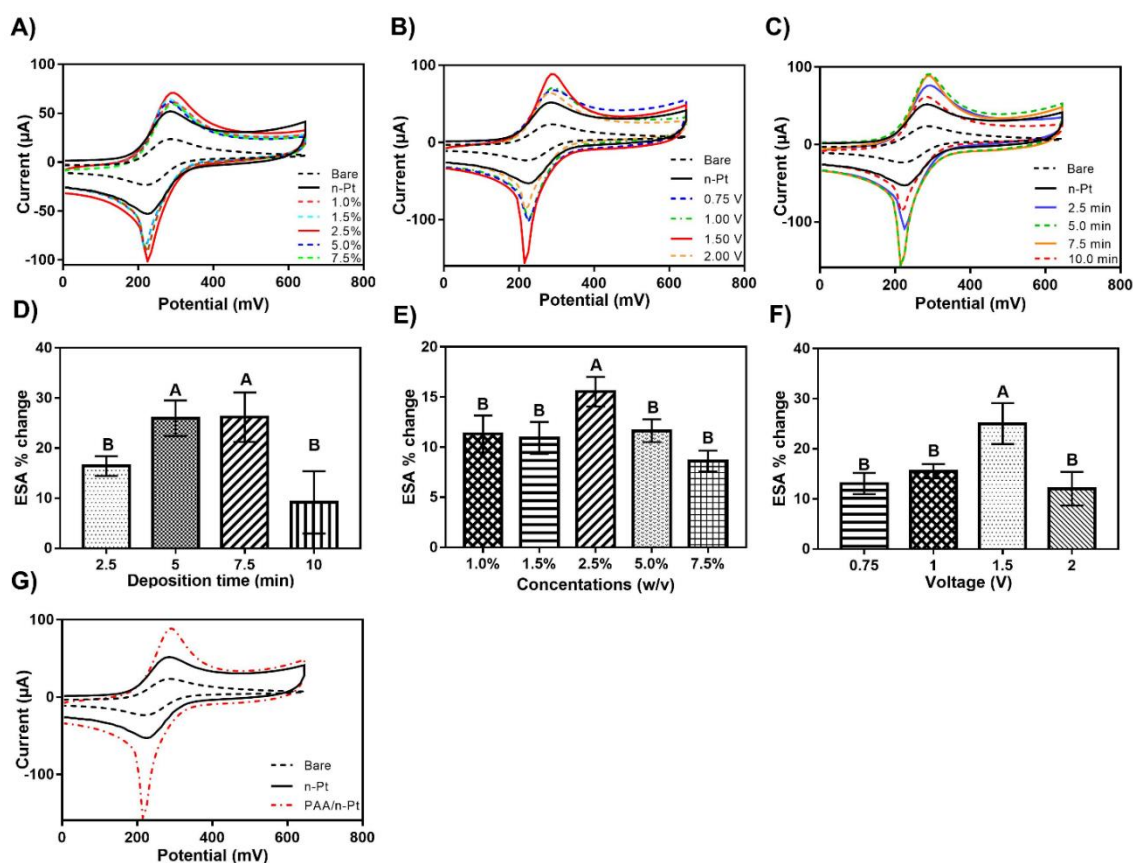 A)
100
50
0
-50
-100
Current (µA)
0 200 400 600 800
Potential (mV)
Bare
n-Pt
1.0%
1.5%
2.5%
5.0%
7.5%
B)
100
0
-100
Current (µA)
0 200 400 600 800
Potential (mV)
Bare
n-Pt
0.75 V
1.00 V
1.50 V
2.00 V
C)
100
0
-100
Current (µA)
0 200 400 600 800
Potential (mV)
Bare
n-Pt
2.5 min
5.0 min
7.5 min
10.0 min
D)
40
30
20
10
0
ESA % change
B A A B
2.5 5 7.5 10
Deposition time (min)
E)
20
15
10
5
0
ESA % change
B B A B B
1.0% 1.5% 2.5% 5.0% 7.5%
Concentations (w/v)
F)
40
30
20
10
0
ESA % change
B B A B
0.75 1 1.5 2
Voltage (V)
G)
100
0
-100
Current (µA)
0 200 400 600 800
Potential (mV)
Bare
n-Pt
PAA/n-Pt